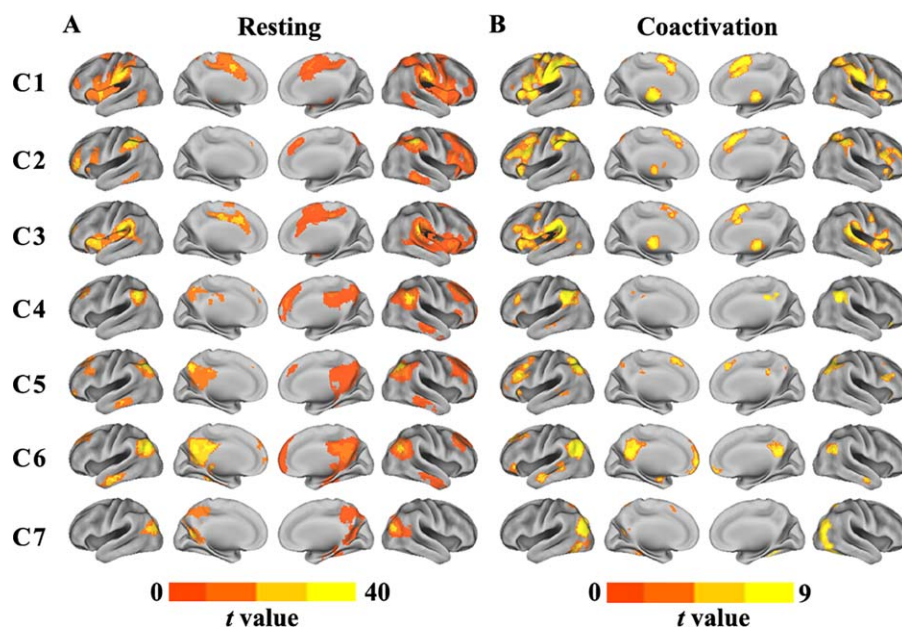 A Resting B Coactivation
C1
C2
C3
C4
C5
C6
C7
0 40 0 9
t value t value